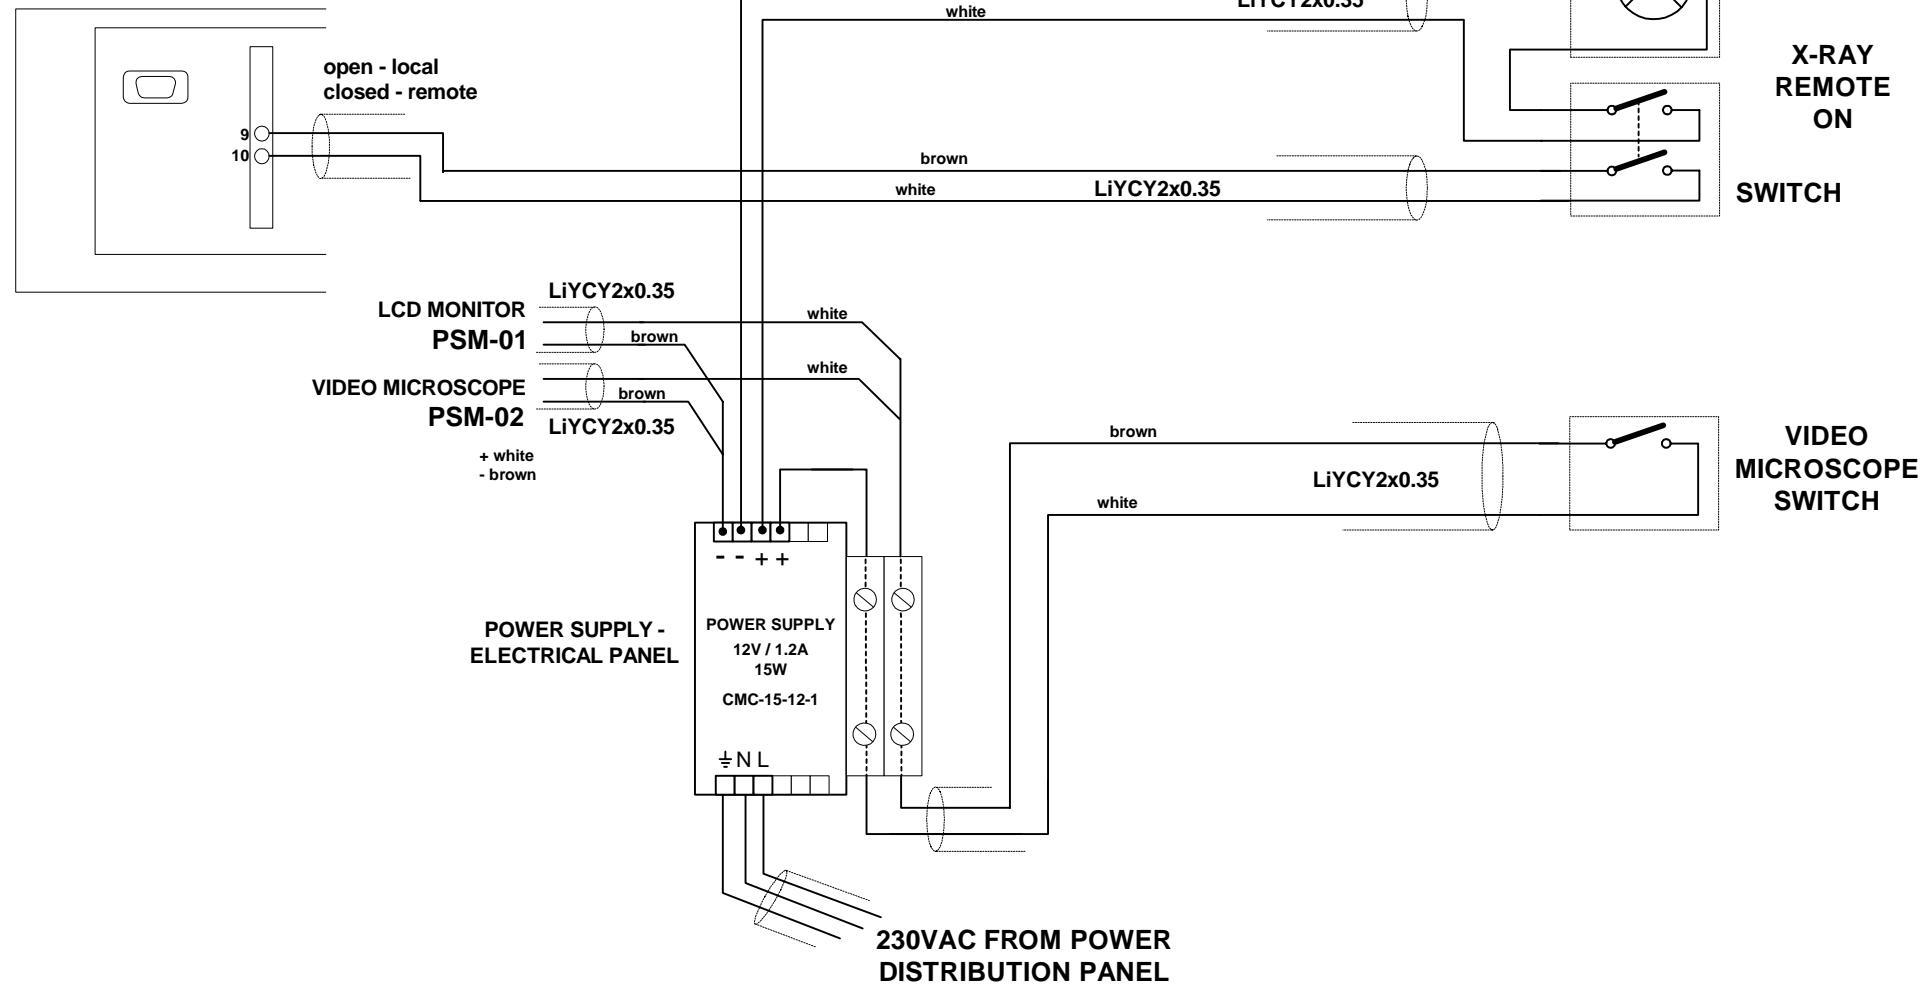 white
LiYCY2x0.35
X-RAY
REMOTE
ON
open - local
closed - remote
9
10
brown
white
LiYCY2x0.35
SWITCH
LiYCY2x0.35
LCD MONITOR
PSM-01
white
brown
VIDEO MICROSCOPE
PSM-02
white
brown
LiYCY2x0.35
+ white
- brown
brown
LiYCY2x0.35
white
VIDEO
MICROSCOPE
SWITCH
- - + +
POWER SUPPLY -
ELECTRICAL PANEL
POWER SUPPLY
12V / 1.2A
15W
CMC-15-12-1
N L
230VAC FROM POWER
DISTRIBUTION PANEL